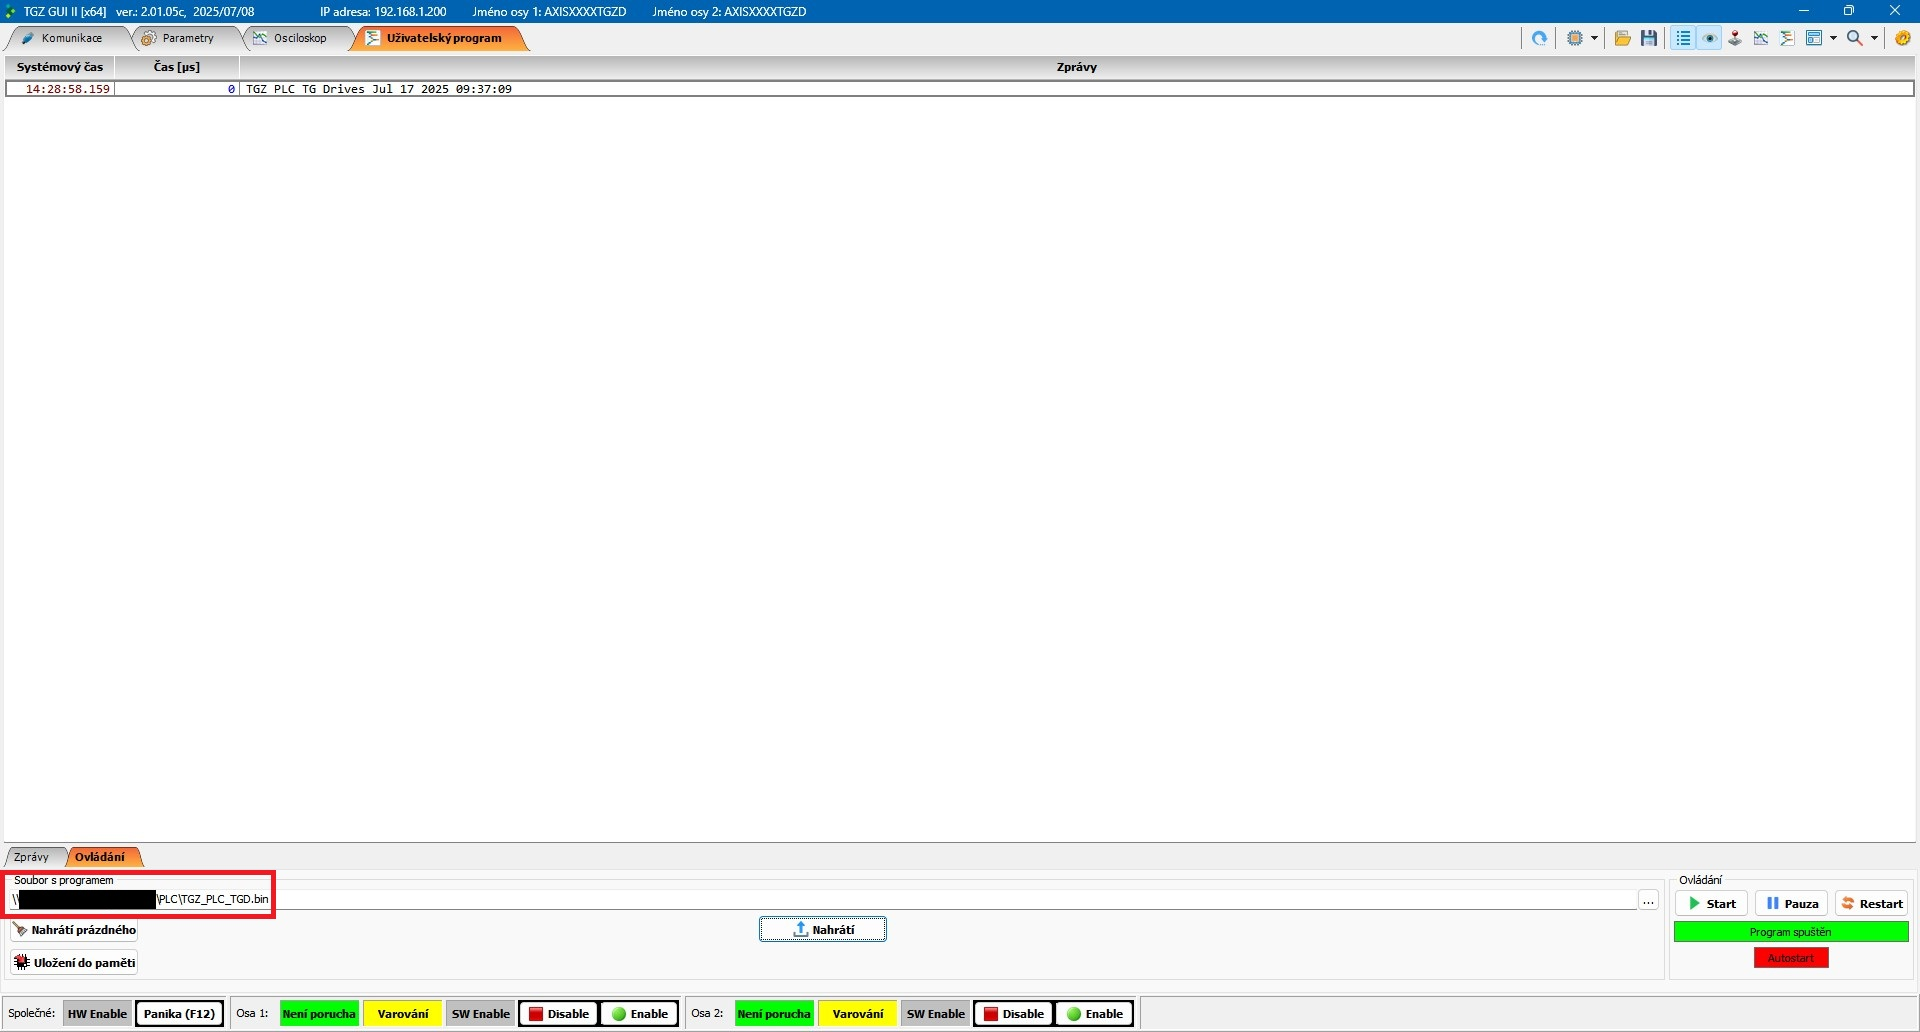 TGZ GUI II [x64] ver.: 2.01.05c, 2025/07/08 IP adresa: 192.168.1.200 Jméno osy 1: AXISXXXXTGZD Jméno osy 2: AXISXXXXTGZD
Komunikace Parametry Osciloskop Uživatelský program
Systémový čas Čas [µs] Zprávy
14:28:58.159 0 TGZ PLC TG Drives Jul 17 2025 09:37:09
Zprávy Ovládání
Soubor s programem
\\ \PLC\TGZ_PLC_TGD.bin ...
Nahrátí prázdného Nahrátí
Uložení do paměti
Ovládání
Start Pauza Restart
Program spuštěn
Autostart
Společné: HW Enable Panika (F12) Osa 1: Není porucha Varování SW Enable Disable Enable Osa 2: Není porucha Varování SW Enable Disable Enable